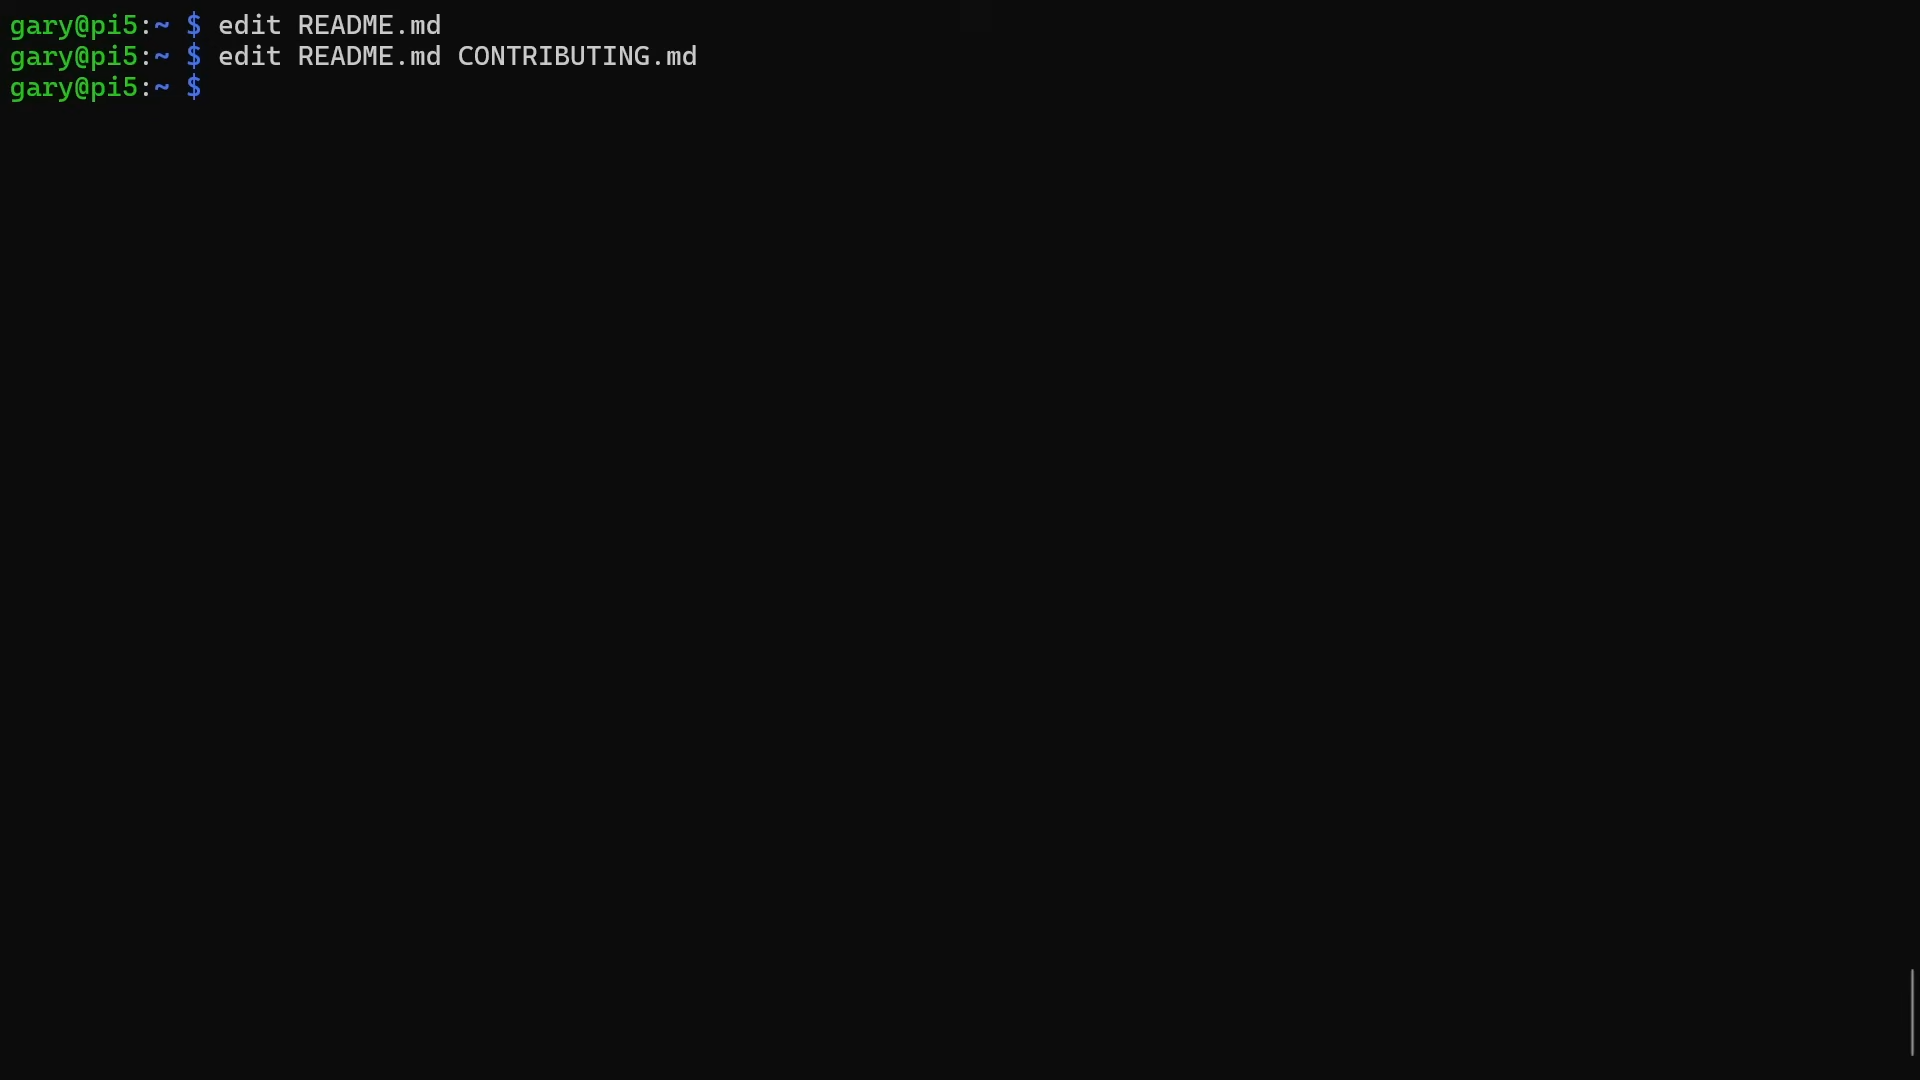 gary@pi5:~ $ edit README.md
gary@pi5:~ $ edit README.md CONTRIBUTING.md
gary@pi5:~ $